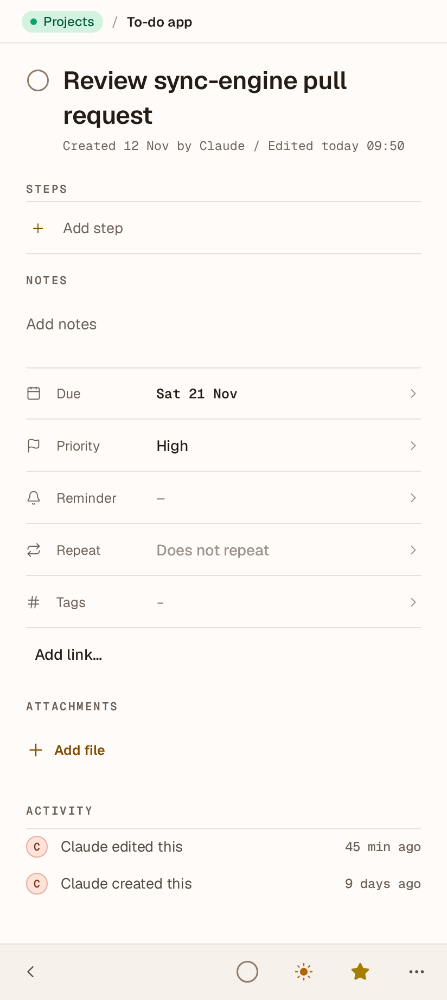 Projects / To-do app
Review sync-engine pull
request
Created 12 Nov by Claude / Edited today 09:50
STEPS
+ Add step
NOTES
Add notes
Due Sat 21 Nov
Priority High
Reminder –
Repeat Does not repeat
Tags -
Add link…
ATTACHMENTS
+ Add file
ACTIVITY
C Claude edited this 45 min ago
C Claude created this 9 days ago